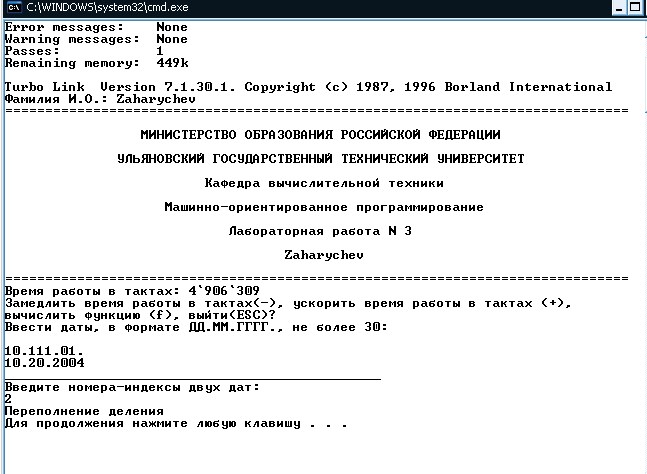 C:\WINDOWS\system32\cmd.exe
Error messages:    None
Warning messages:  None
Passes:            1
Remaining memory:  449k
Turbo Link  Version 7.1.30.1. Copyright (c) 1987, 1996 Borland International
Фамилия И.О.: Zaharychev
==============================================================================
МИНИСТЕРСТВО ОБРАЗОВАНИЯ РОССИЙСКОЙ ФЕДЕРАЦИИ
УЛЬЯНОВСКИЙ ГОСУДАРСТВЕННЫЙ ТЕХНИЧЕСКИЙ УНИВЕРСИТЕТ
Кафедра вычислительной техники
Машинно-ориентированное программирование
Лабораторная работа N 3
Zaharychev
==============================================================================
Время работы в тактах: 4`906`309
Замедлить время работы в тактах(-), ускорить время работы в тактах (+),
вычислить функцию (f), выйти(ESC)?
Ввести даты, в формате ДД.ММ.ГГГГ., не более 30:
10.111.01.
10.20.2004
_______________________________________________
Введите номера-индексы двух дат:
2
Переполнение деления
Для продолжения нажмите любую клавишу . . .